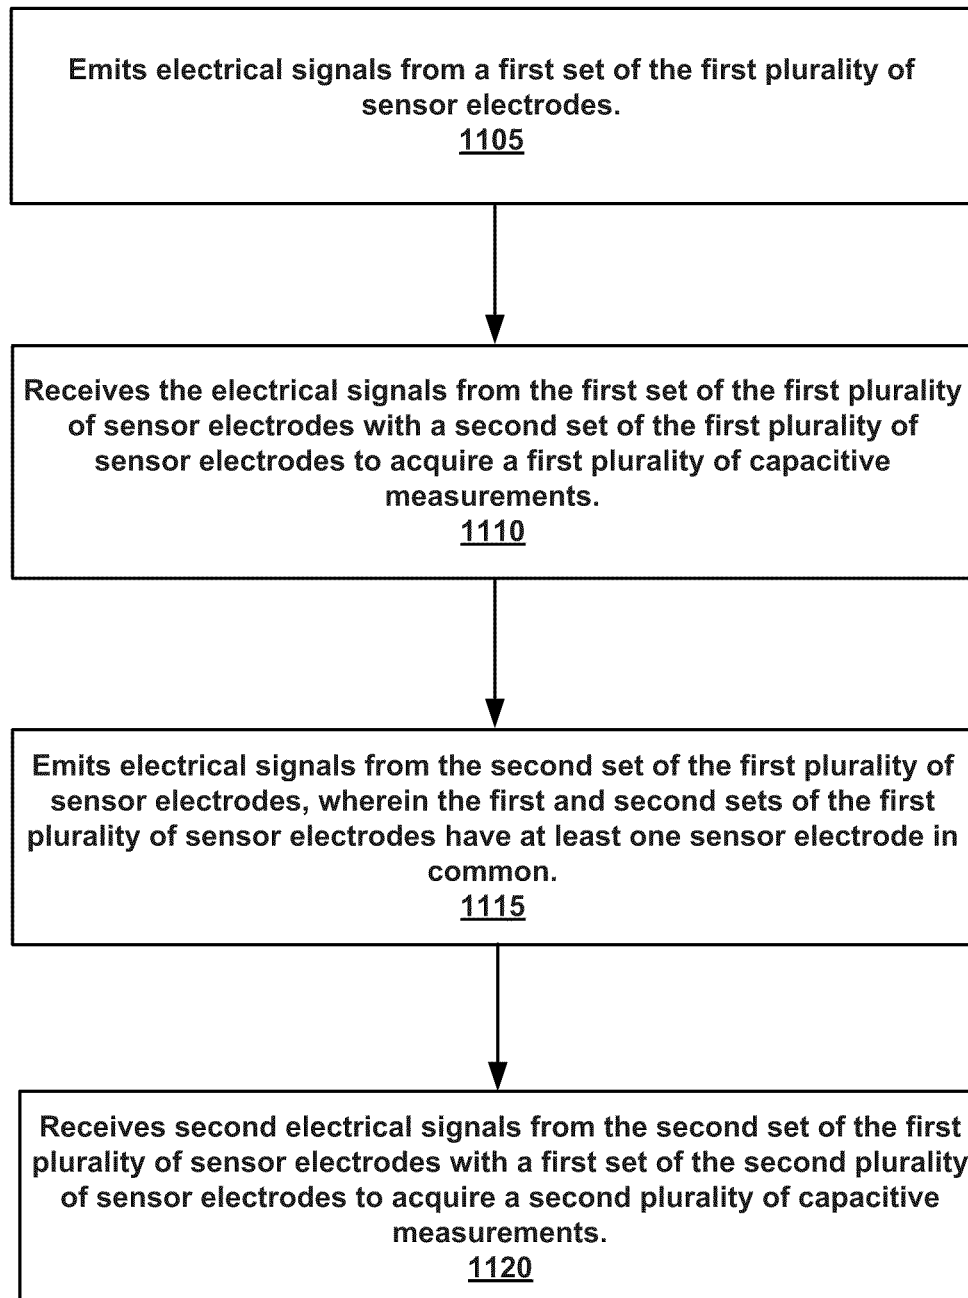 Emits electrical signals from a first set of the first plurality of
sensor electrodes.
1105
Receives the electrical signals from the first set of the first plurality
of sensor electrodes with a second set of the first plurality of
sensor electrodes to acquire a first plurality of capacitive
measurements.
1110
Emits electrical signals from the second set of the first plurality of
sensor electrodes, wherein the first and second sets of the first
plurality of sensor electrodes have at least one sensor electrode in
common.
1115
Receives second electrical signals from the second set of the first
plurality of sensor electrodes with a first set of the second plurality
of sensor electrodes to acquire a second plurality of capacitive
measurements.
1120